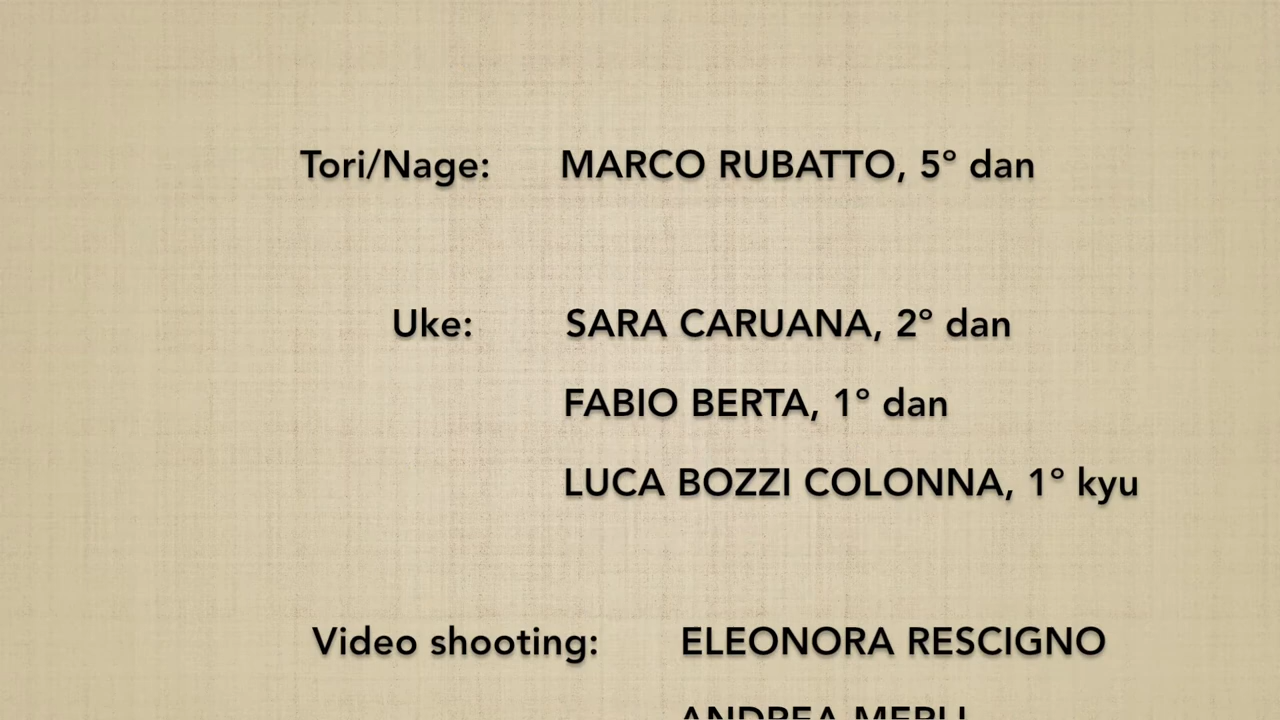 Tori/Nage: MARCO RUBATTO, 5° dan
Uke: SARA CARUANA, 2° dan
FABIO BERTA, 1° dan
LUCA BOZZI COLONNA, 1° kyu
Video shooting: ELEONORA RESCIGNO
ANDREA